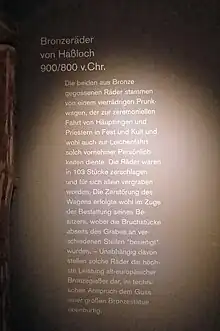 Bronzeräder
von Haßloch
900/800 v.Chr.
Die beiden aus Bronze
gegossenen Räder stammen
von einem vierrädrigen Prunk-
wagen, der zur zeremoniellen
Fahrt von Häuptlingen und
Priestern in Fest und Kult und
wohl auch zur Leichenfahrt
solch vornehmer Persönlich-
keiten diente. Die Räder waren
in 103 Stücke zerschlagen
und für sich allein vergraben
worden. Die Zerstörung des
Wagens erfolgte wohl im Zuge
der Bestattung seines Be-
sitzers, wobei die Bruchstücke
abseits des Grabes an ver-
schiedenen Stellen "beerdigt"
wurden. – Unabhängig davon
stellen solche Räder die höch-
ste Leistung alteuropäischer
Bronzegießer dar, im techni-
schen Anspruch dem Guss
einer großen Bronzestatue
ebenbürtig.